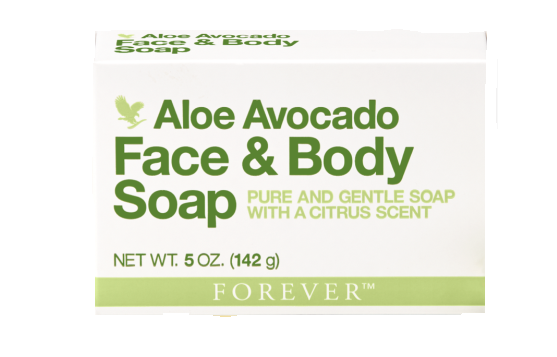 Aloe Avocado
Face & Body
Soap
Aloe Avocado
Face & Body
Soap
PURE AND GENTLE SOAP
WITH A CITRUS SCENT
NET WT. 5 OZ. (142 g)
FOREVER™